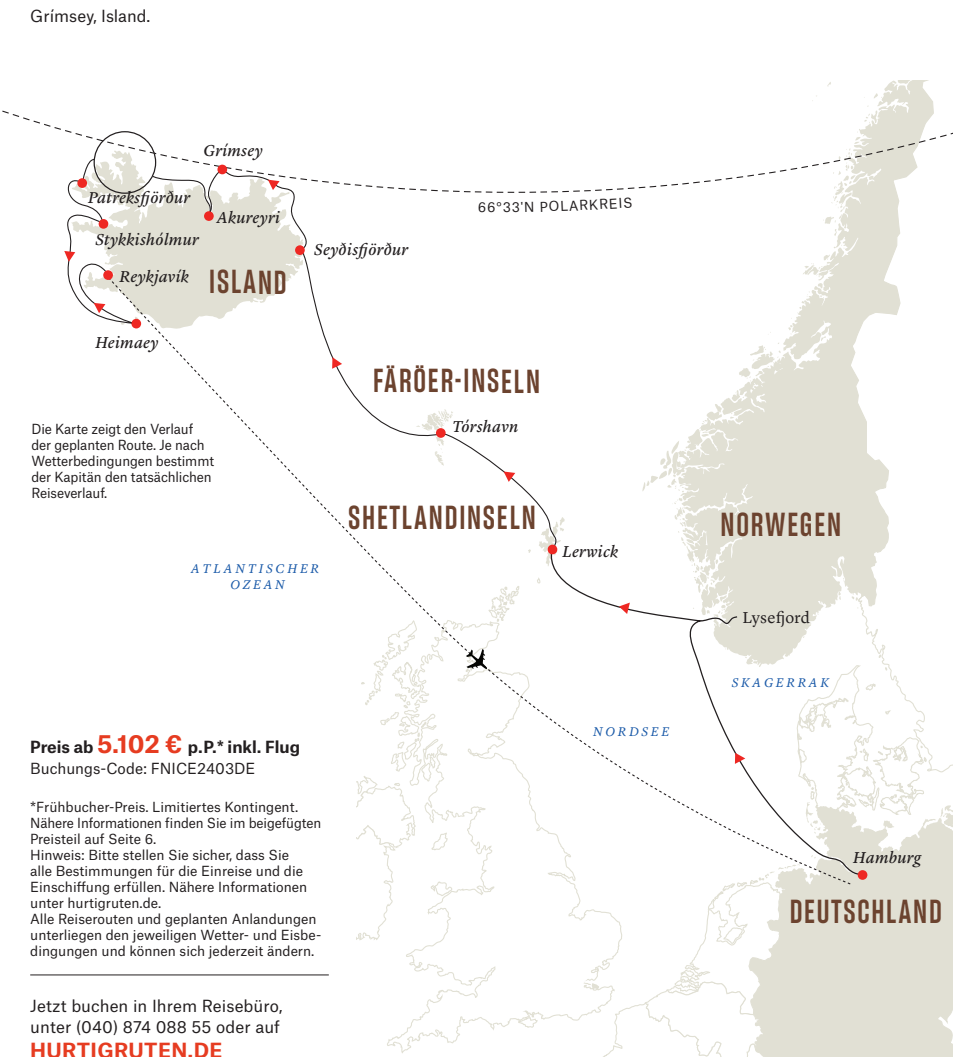 Grímsey, Island.
Grímsey
Patreksfjörður
Akureyri
66°33'N POLARKREIS
Stykkishólmur
Seyðisfjörður
Reykjavík
ISLAND
Heimaey
FÄRÖER-INSELN
Tórshavn
Die Karte zeigt den Verlauf
der geplanten Route. Je nach
Wetterbedingungen bestimmt
der Kapitän den tatsächlichen
Reiseverlauf.
SHETLANDINSELN
NORWEGEN
Lerwick
ATLANTISCHER
OZEAN
Lysefjord
SKAGERRAK
NORDSEE
Preis ab 5.102 € p.P.* inkl. Flug
Buchungs-Code: FNICE2403DE
*Frühbucher-Preis. Limitiertes Kontingent.
Nähere Informationen finden Sie im beigefügten
Preisteil auf Seite 6.
Hinweis: Bitte stellen Sie sicher, dass Sie
alle Bestimmungen für die Einreise und die
Einschiffung erfüllen. Nähere Informationen
unter hurtigruten.de.
Alle Reiserouten und geplanten Anlandungen
unterliegen den jeweiligen Wetter- und Eisbe-
dingungen und können sich jederzeit ändern.
Hamburg
DEUTSCHLAND
Jetzt buchen in Ihrem Reisebüro,
unter (040) 874 088 55 oder auf
HURTIGRUTEN.DE